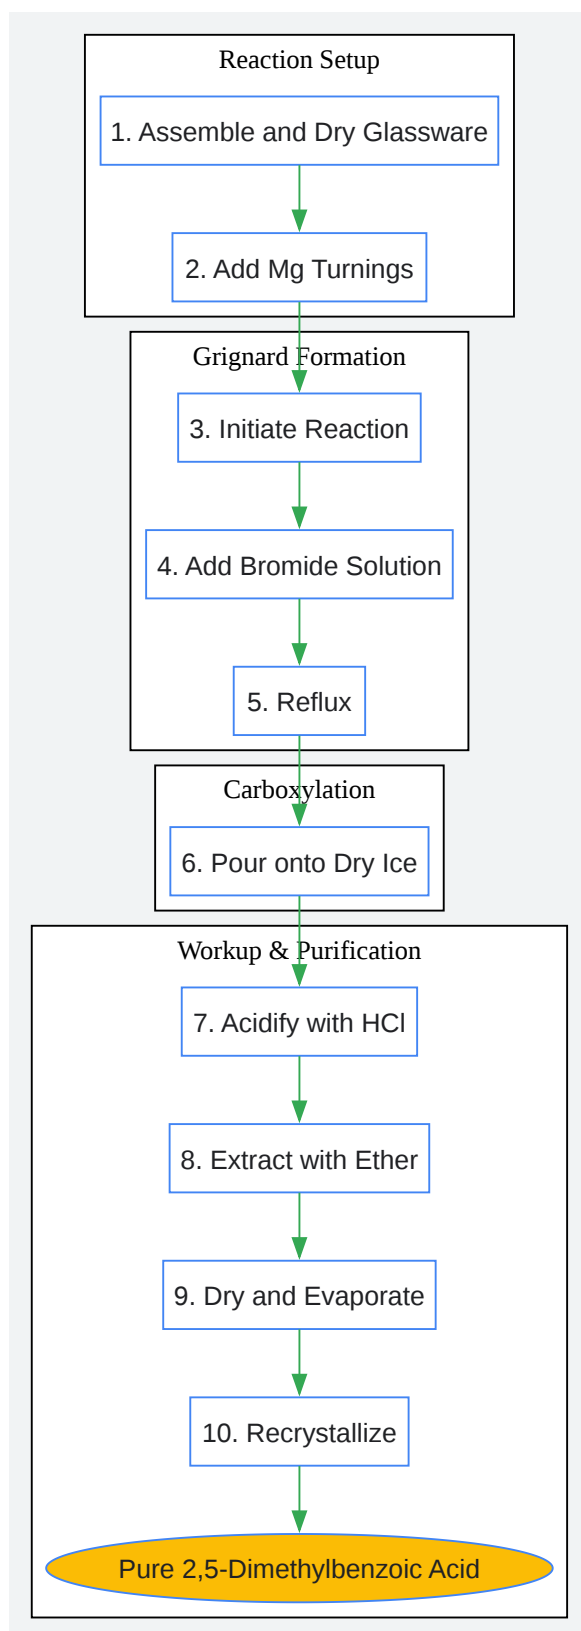 Reaction Setup
1. Assemble and Dry Glassware
2. Add Mg Turnings
Grignard Formation
3. Initiate Reaction
4. Add Bromide Solution
5. Reflux
Carboxylation
6. Pour onto Dry Ice
Workup & Purification
7. Acidify with HCl
8. Extract with Ether
9. Dry and Evaporate
10. Recrystallize
Pure 2,5-Dimethylbenzoic Acid